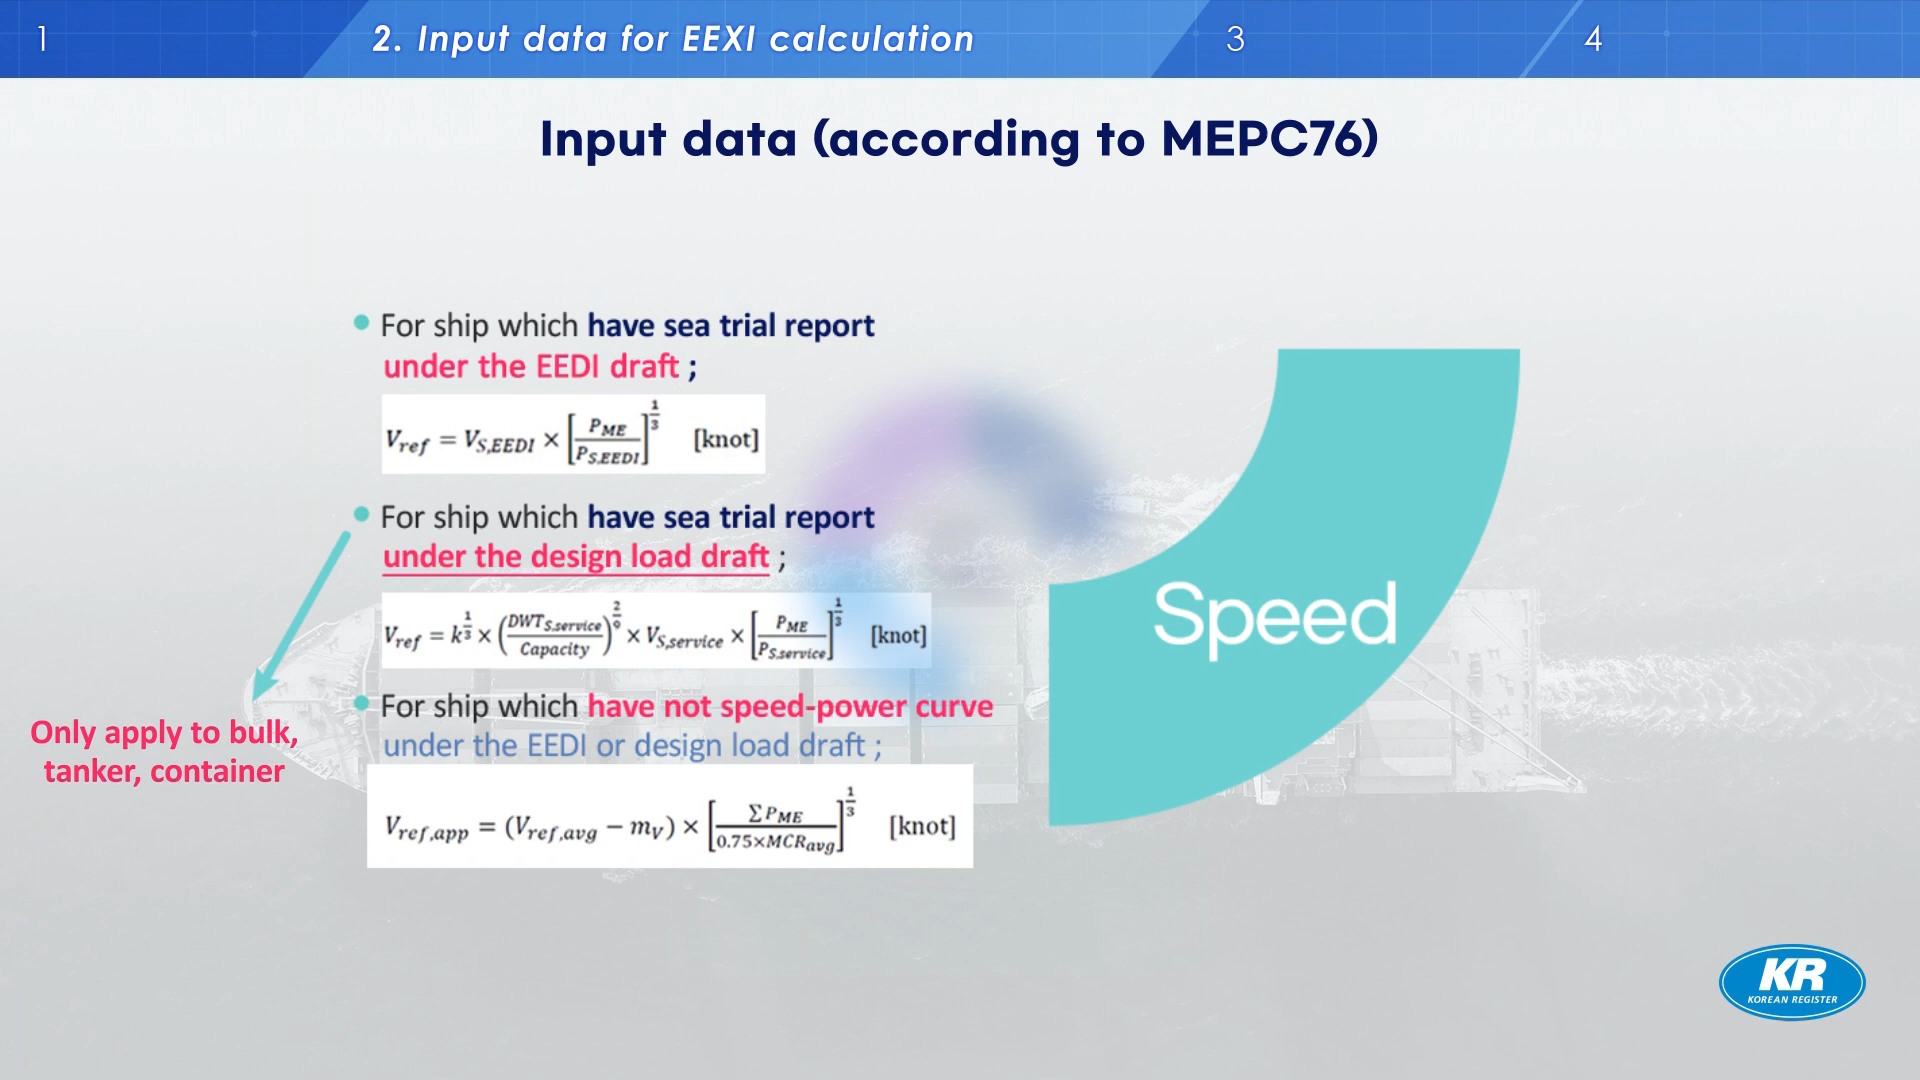 1
2. Input data for EEXI calculation
3
4
Input data (according to MEPC76)
• For ship which have sea trial report
under the EEDI draft ;
V_ref = V_S,EEDI × [P_ME / P_S,EEDI]^(1/3) [knot]
• For ship which have sea trial report
under the design load draft ;
V_ref = k^(1/3) × (DWT_S,service / Capacity)^(2/9) × V_S,service × [P_ME / P_S,service]^(1/3) [knot]
• For ship which have not speed-power curve
under the EEDI or design load draft ;
V_ref,app = (V_ref,avg − m_V) × [∑P_ME / 0.75×MCR_avg]^(1/3) [knot]
Only apply to bulk,
tanker, container
Speed
KR
KOREAN REGISTER